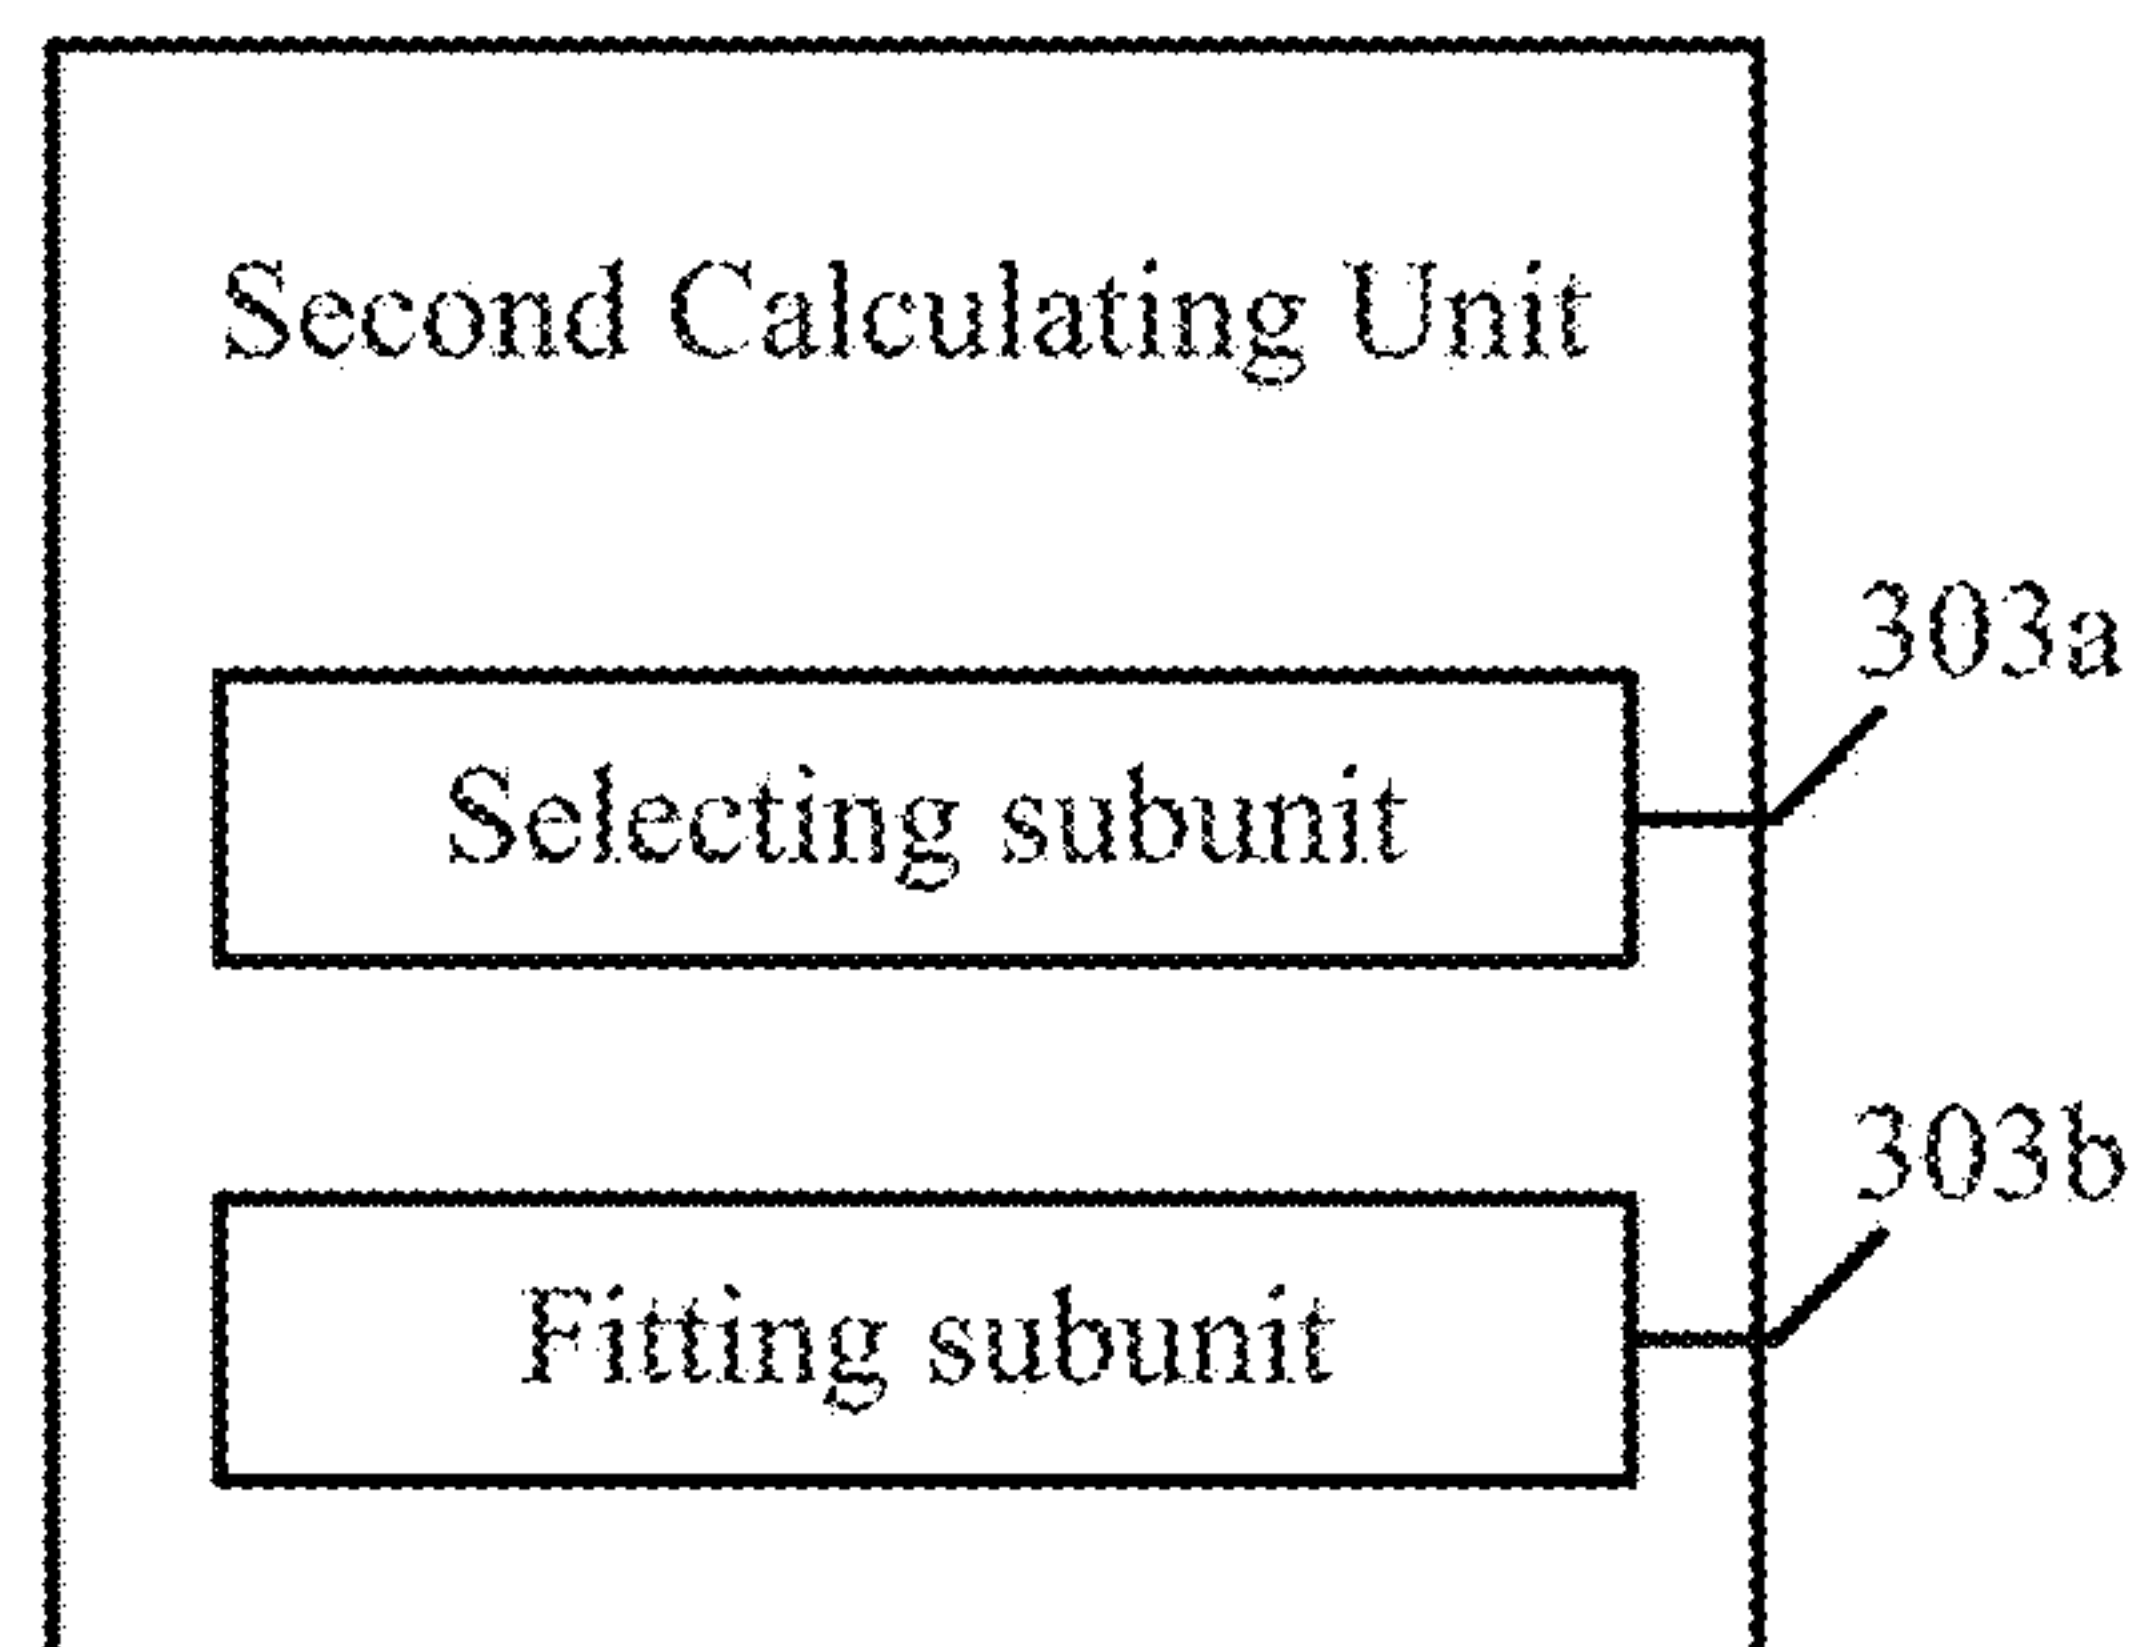 Second Calculating Unit
303a
Selecting subunit
303b
Fitting subunit